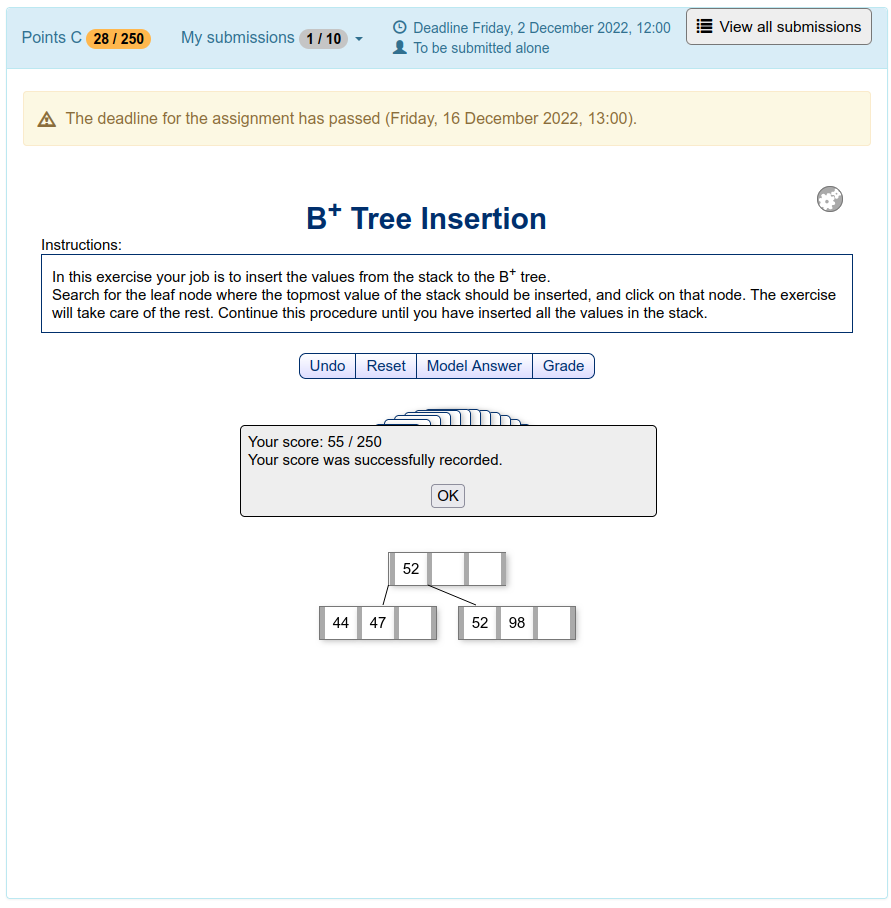 Points C 28 / 250 My submissions 1 / 10 Deadline Friday, 2 December 2022, 12:00 View all submissions
To be submitted alone
The deadline for the assignment has passed (Friday, 16 December 2022, 13:00).
B+ Tree Insertion
Instructions:
In this exercise your job is to insert the values from the stack to the B+ tree.
Search for the leaf node where the topmost value of the stack should be inserted, and click on that node. The exercise
will take care of the rest. Continue this procedure until you have inserted all the values in the stack.
Undo Reset Model Answer Grade
Your score: 55 / 250
Your score was successfully recorded.
OK
52
44 47 52 98